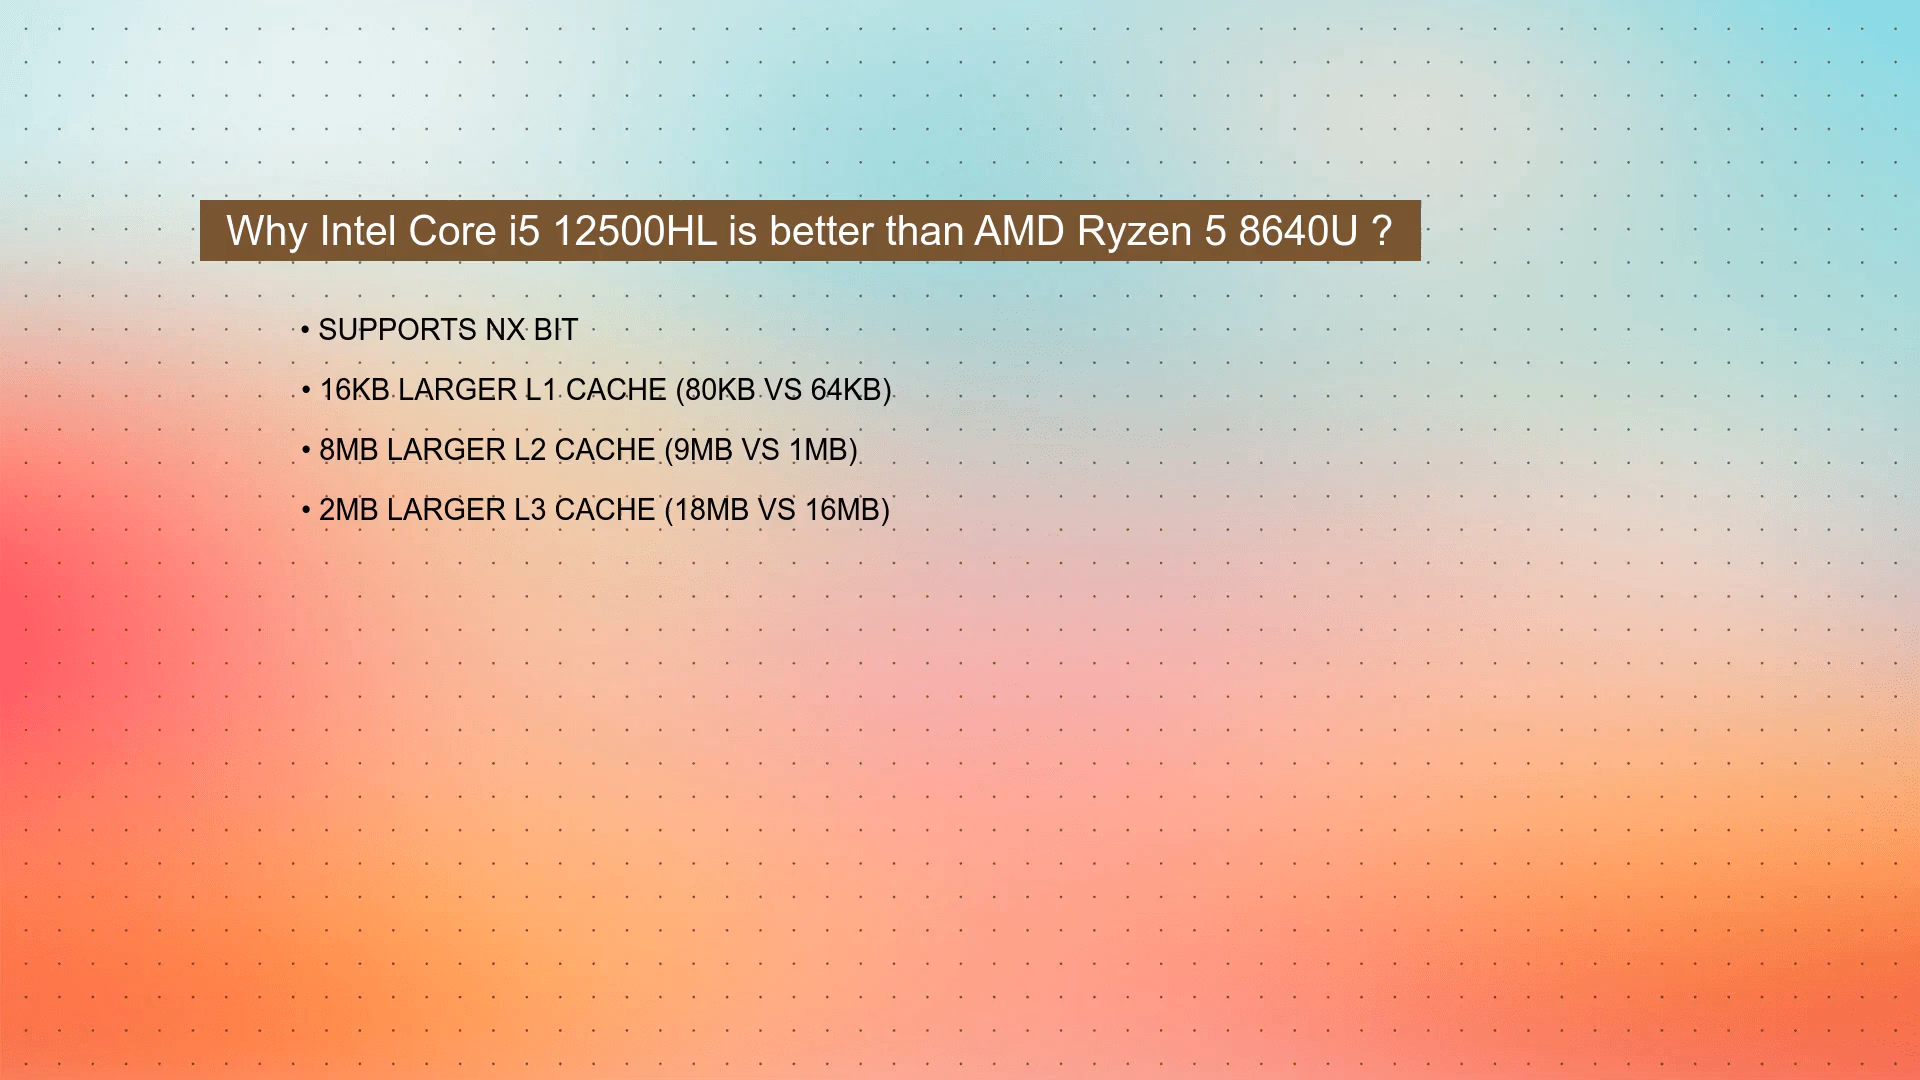 Why Intel Core i5 12500HL is better than AMD Ryzen 5 8640U ?
• SUPPORTS NX BIT
• 16KB LARGER L1 CACHE (80KB VS 64KB)
• 8MB LARGER L2 CACHE (9MB VS 1MB)
• 2MB LARGER L3 CACHE (18MB VS 16MB)